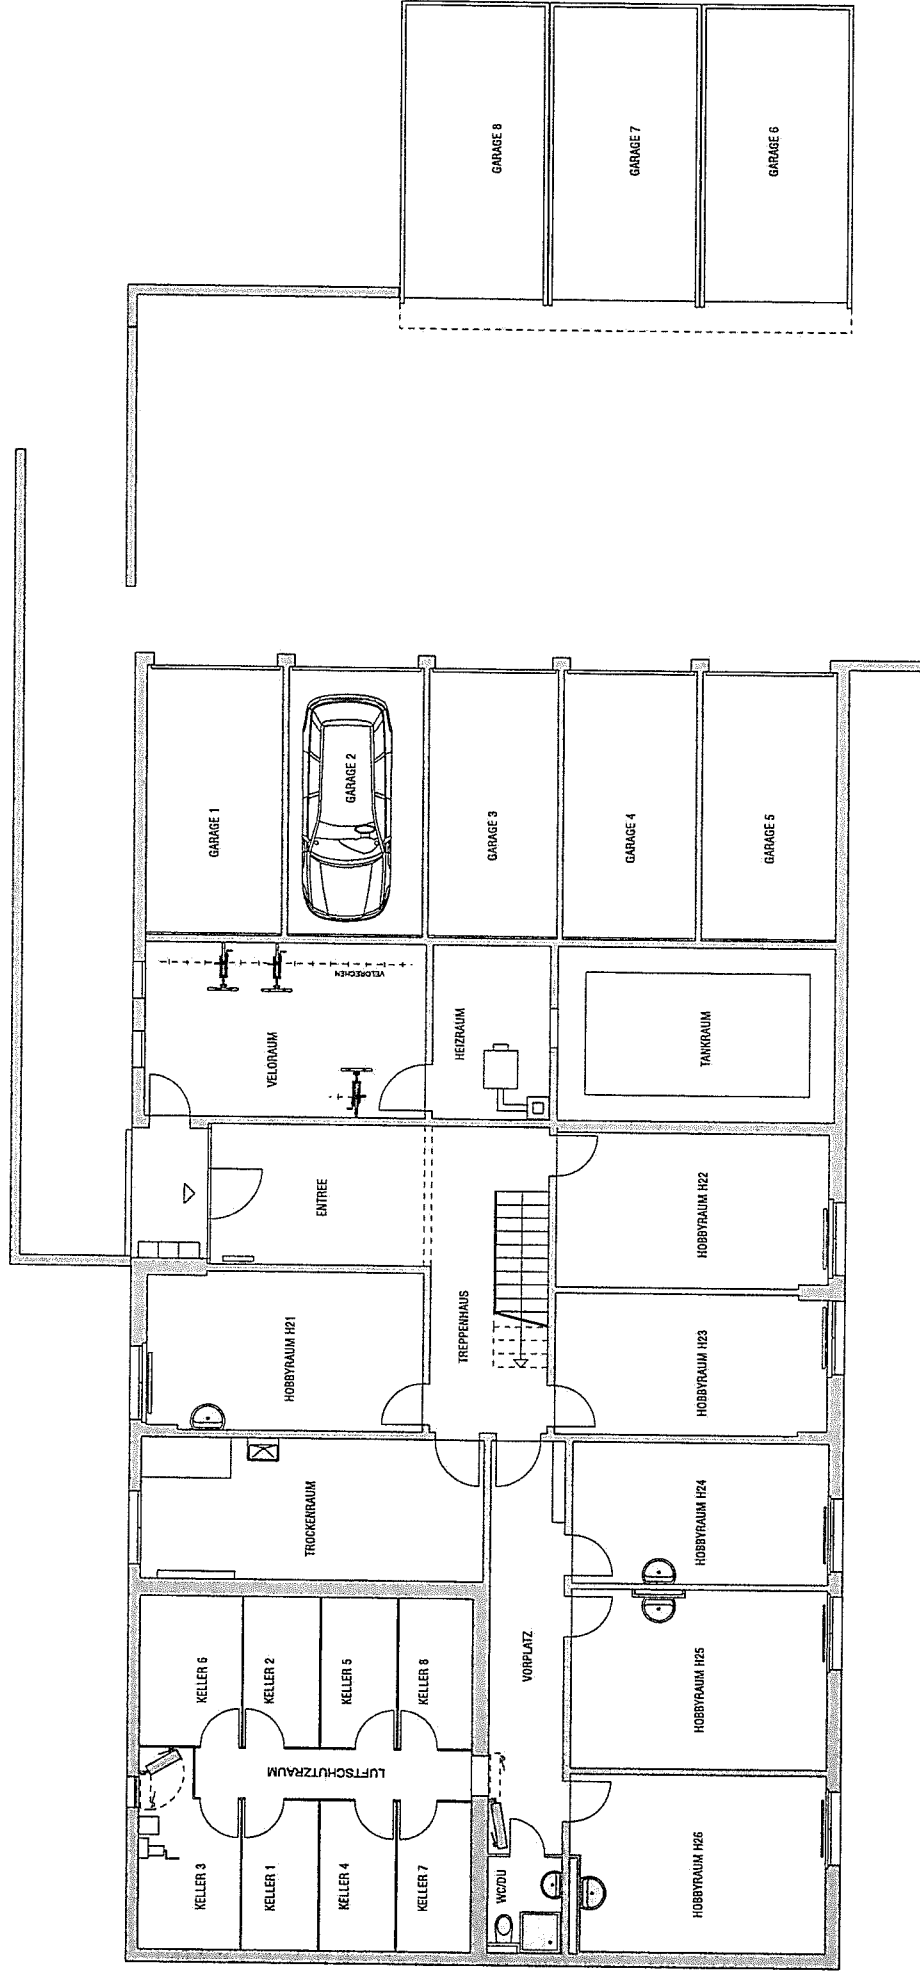 GARAGE 8
GARAGE 7
GARAGE 6
GARAGE 1
GARAGE 2
GARAGE 3
GARAGE 4
GARAGE 5
VELORECHEN
VELORAUM
HEIZRAUM
TANKRAUM
ENTREE
HOBBYRAUM H22
TREPPENHAUS
HOBBYRAUM H21
HOBBYRAUM H23
TROCKENRAUM
HOBBYRAUM H24
KELLER 6
KELLER 2
KELLER 5
KELLER 8
VORPLATZ
HOBBYRAUM H25
LUFTSCHUTZRAUM
KELLER 3
KELLER 1
KELLER 4
KELLER 7
WC/DU
HOBBYRAUM H26